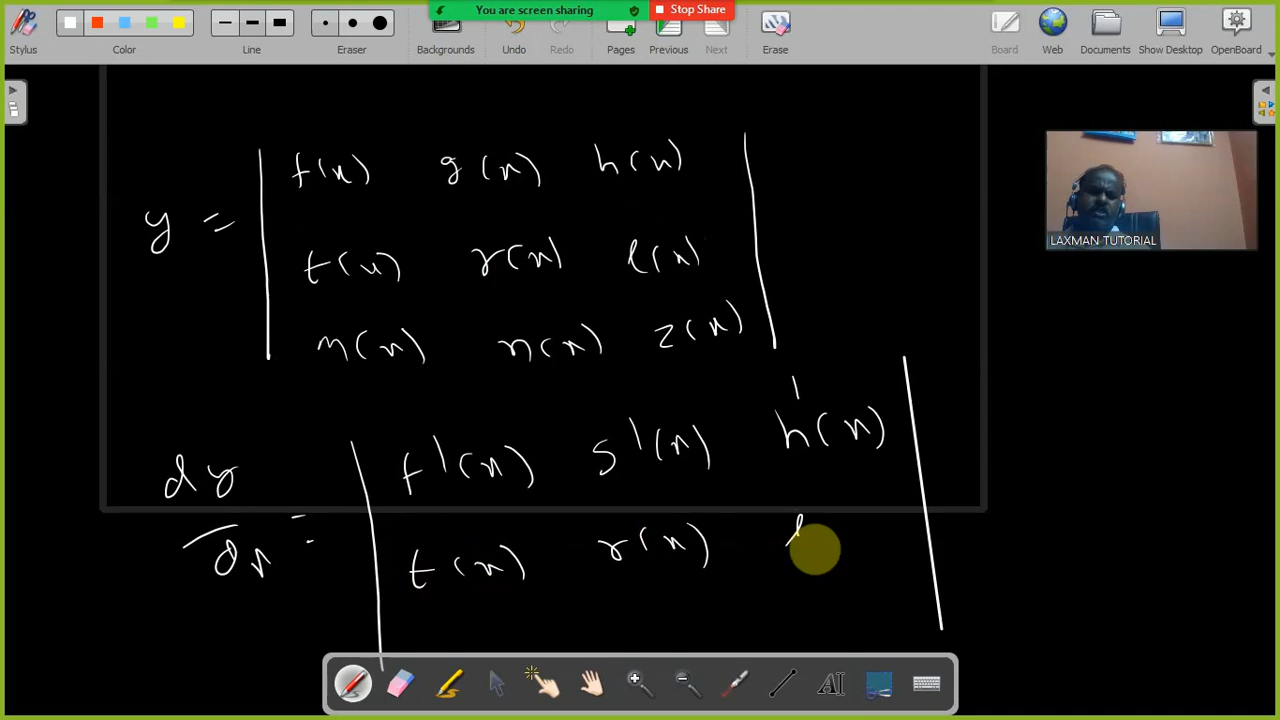 You are screen sharing Stop Share
Stylus Color Line Eraser Backgrounds Undo Redo Pages Previous Next Erase Board Web Documents Show Desktop OpenBoard
f(x) g(x) h(x)
y =
t(x) r(x) l(x)
m(x) n(x) z(x)
LAXMAN TUTORIAL
f'(x) g'(x) h'(x)
dy
=
dx
t(x) r(x) l